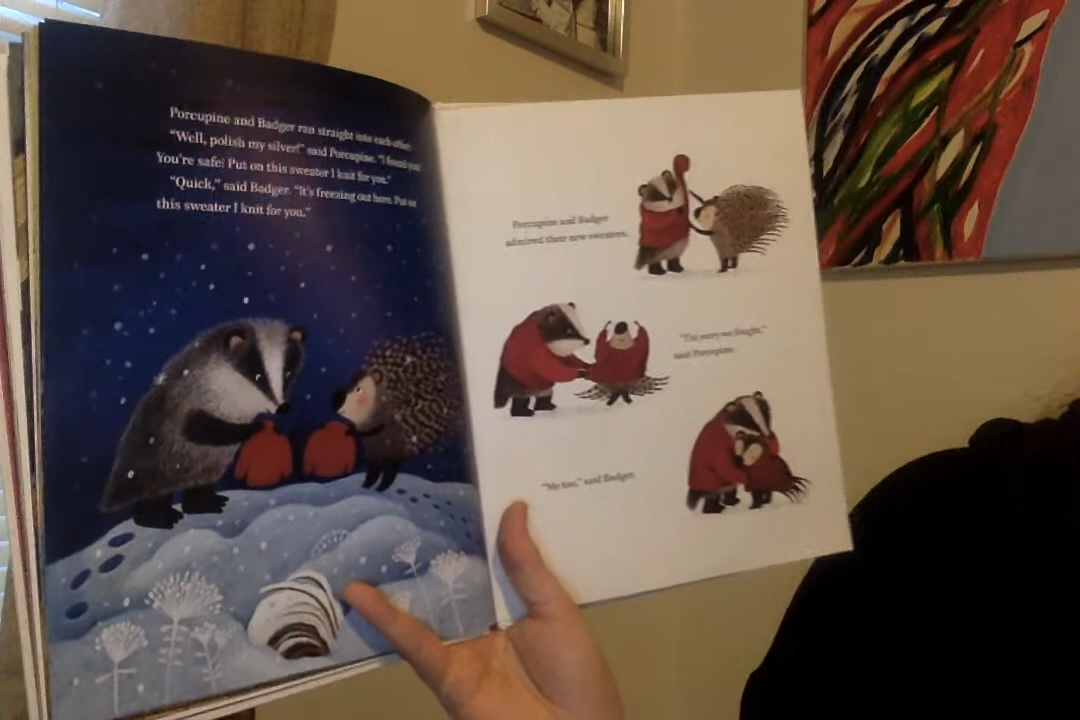 Porcupine and Badger ran straight into each other.
“Well, polish my silver!” said Porcupine. “I found you!
You’re safe! Put on this sweater I knit for you.”
“Quick,” said Badger. “It’s freezing out here. Put on
this sweater I knit for you.”
Porcupine and Badger
admired their new sweaters.
“I’m sorry we fought,”
said Porcupine.
“Me too,” said Badger.